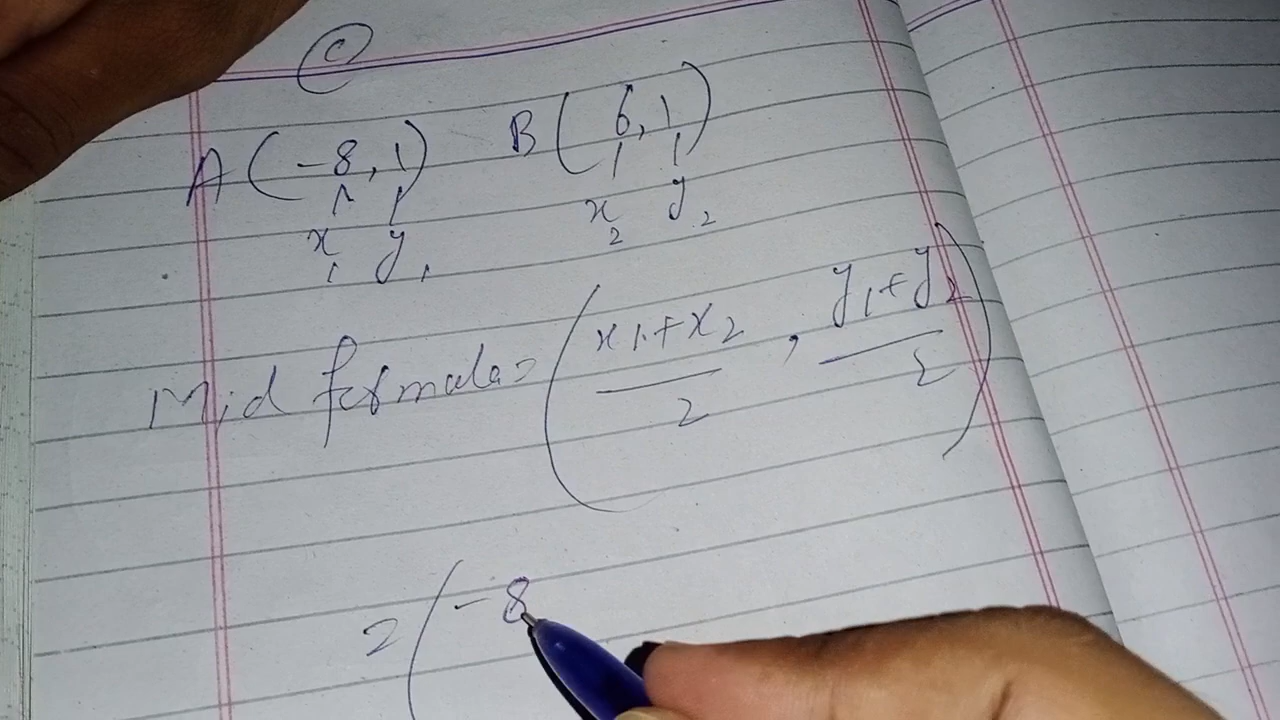 (c)
A (-8, 1) B (6, 1)
x₁ y₁ x₂ y₂
Mid formula = (x₁+x₂/2, y₁+y₂/2)
= (-8